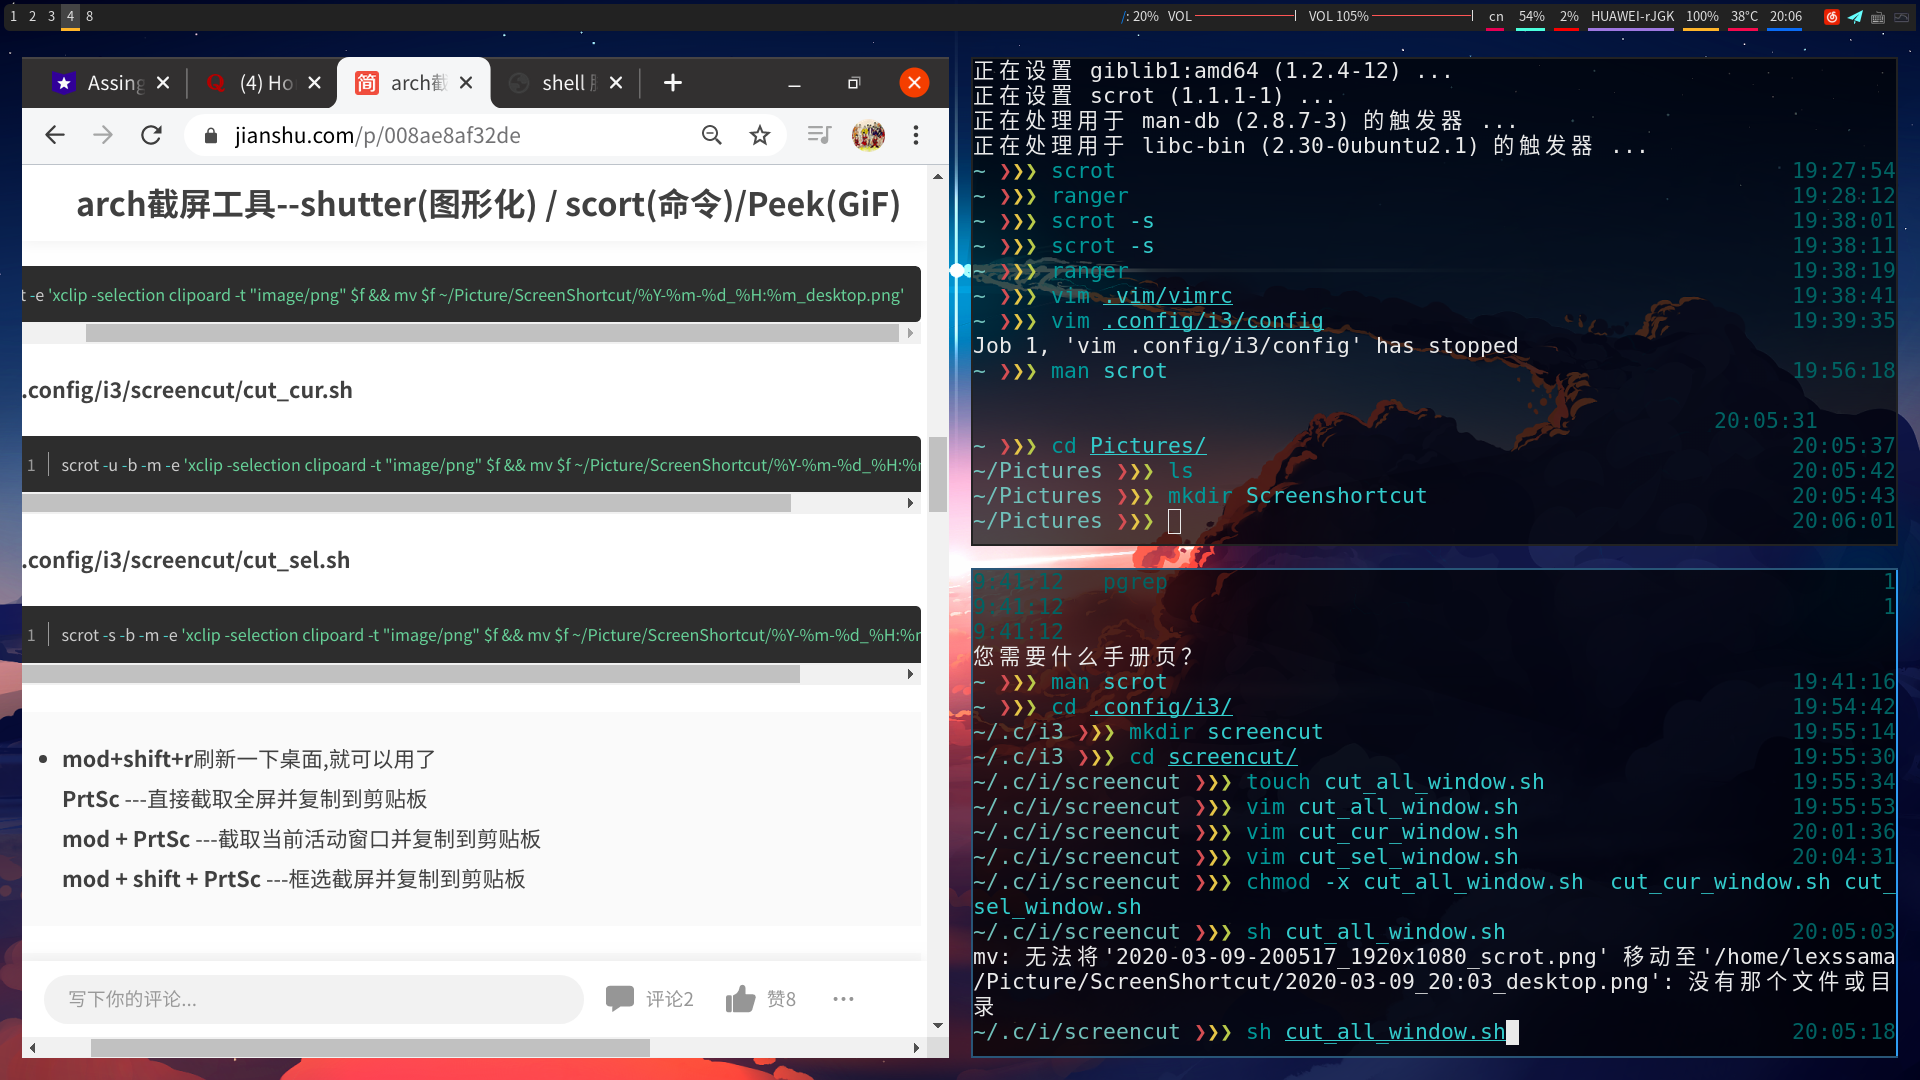 1 2 3 4 8
/: 20% VOL VOL 105% cn 54% 2% HUAWEI-rJGK 100% 38°C 20:06
Assing (4) Ho arch截 shell
jianshu.com/p/008ae8af32de
arch截屏工具--shutter(图形化) / scort(命令)/Peek(GiF)
t -e 'xclip -selection clipoard -t "image/png" $f && mv $f ~/Picture/ScreenShortcut/%Y-%m-%d_%H:%m_desktop.png'
.config/i3/screencut/cut_cur.sh
1 scrot -u -b -m -e 'xclip -selection clipoard -t "image/png" $f && mv $f ~/Picture/ScreenShortcut/%Y-%m-%d_%H:%
.config/i3/screencut/cut_sel.sh
1 scrot -s -b -m -e 'xclip -selection clipoard -t "image/png" $f && mv $f ~/Picture/ScreenShortcut/%Y-%m-%d_%H:%
mod+shift+r刷新一下桌面,就可以用了
PrtSc ---直接截取全屏并复制到剪贴板
mod + PrtSc ---截取当前活动窗口并复制到剪贴板
mod + shift + PrtSc ---框选截屏并复制到剪贴板
写下你的评论... 评论2 赞8
正在设置 giblib1:amd64 (1.2.4-12) ...
正在设置 scrot (1.1.1-1) ...
正在处理用于 man-db (2.8.7-3) 的触发器 ...
正在处理用于 libc-bin (2.30-0ubuntu2.1) 的触发器 ...
~ ❯❯❯ scrot 19:27:54
~ ❯❯❯ ranger 19:28:12
~ ❯❯❯ scrot -s 19:38:01
~ ❯❯❯ scrot -s 19:38:11
~ ❯❯❯ ranger 19:38:19
~ ❯❯❯ vim .vim/vimrc 19:38:41
~ ❯❯❯ vim .config/i3/config 19:39:35
Job 1, 'vim .config/i3/config' has stopped
~ ❯❯❯ man scrot 19:56:18
20:05:31
~ ❯❯❯ cd Pictures/ 20:05:37
~/Pictures ❯❯❯ ls 20:05:42
~/Pictures ❯❯❯ mkdir Screenshortcut 20:05:43
~/Pictures ❯❯❯ 20:06:01
9:41:12 pgrep 1
9:41:12 1
9:41:12
您需要什么手册页?
~ ❯❯❯ man scrot 19:41:16
~ ❯❯❯ cd .config/i3/ 19:54:42
~/.c/i3 ❯❯❯ mkdir screencut 19:55:14
~/.c/i3 ❯❯❯ cd screencut/ 19:55:30
~/.c/i/screencut ❯❯❯ touch cut_all_window.sh 19:55:34
~/.c/i/screencut ❯❯❯ vim cut_all_window.sh 19:55:53
~/.c/i/screencut ❯❯❯ vim cut_cur_window.sh 20:01:36
~/.c/i/screencut ❯❯❯ vim cut_sel_window.sh 20:04:31
~/.c/i/screencut ❯❯❯ chmod -x cut_all_window.sh  cut_cur_window.sh cut_
sel_window.sh
~/.c/i/screencut ❯❯❯ sh cut_all_window.sh 20:05:03
mv: 无法将'2020-03-09-200517_1920x1080_scrot.png' 移动至'/home/lexssama
/Picture/ScreenShortcut/2020-03-09_20:03_desktop.png': 没有那个文件或目
录
~/.c/i/screencut ❯❯❯ sh cut_all_window.sh 20:05:18